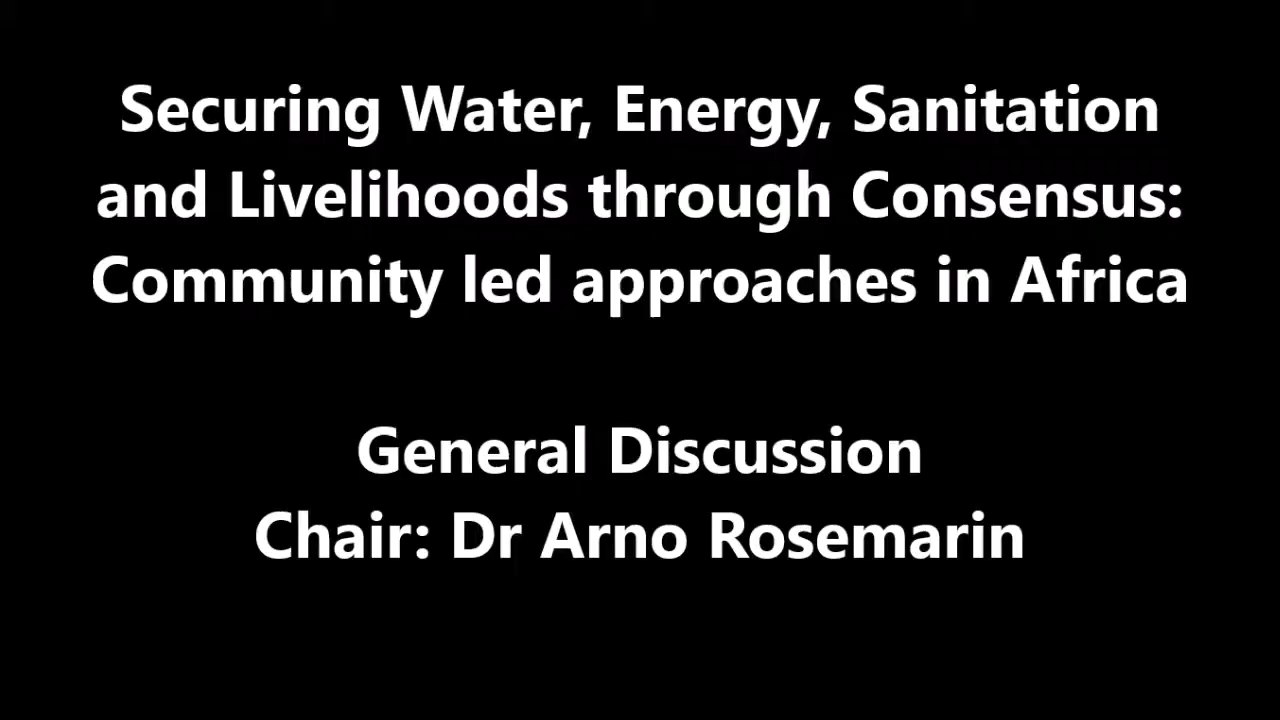 Securing Water, Energy, Sanitation
and Livelihoods through Consensus:
Community led approaches in Africa
General Discussion
Chair: Dr Arno Rosemarin